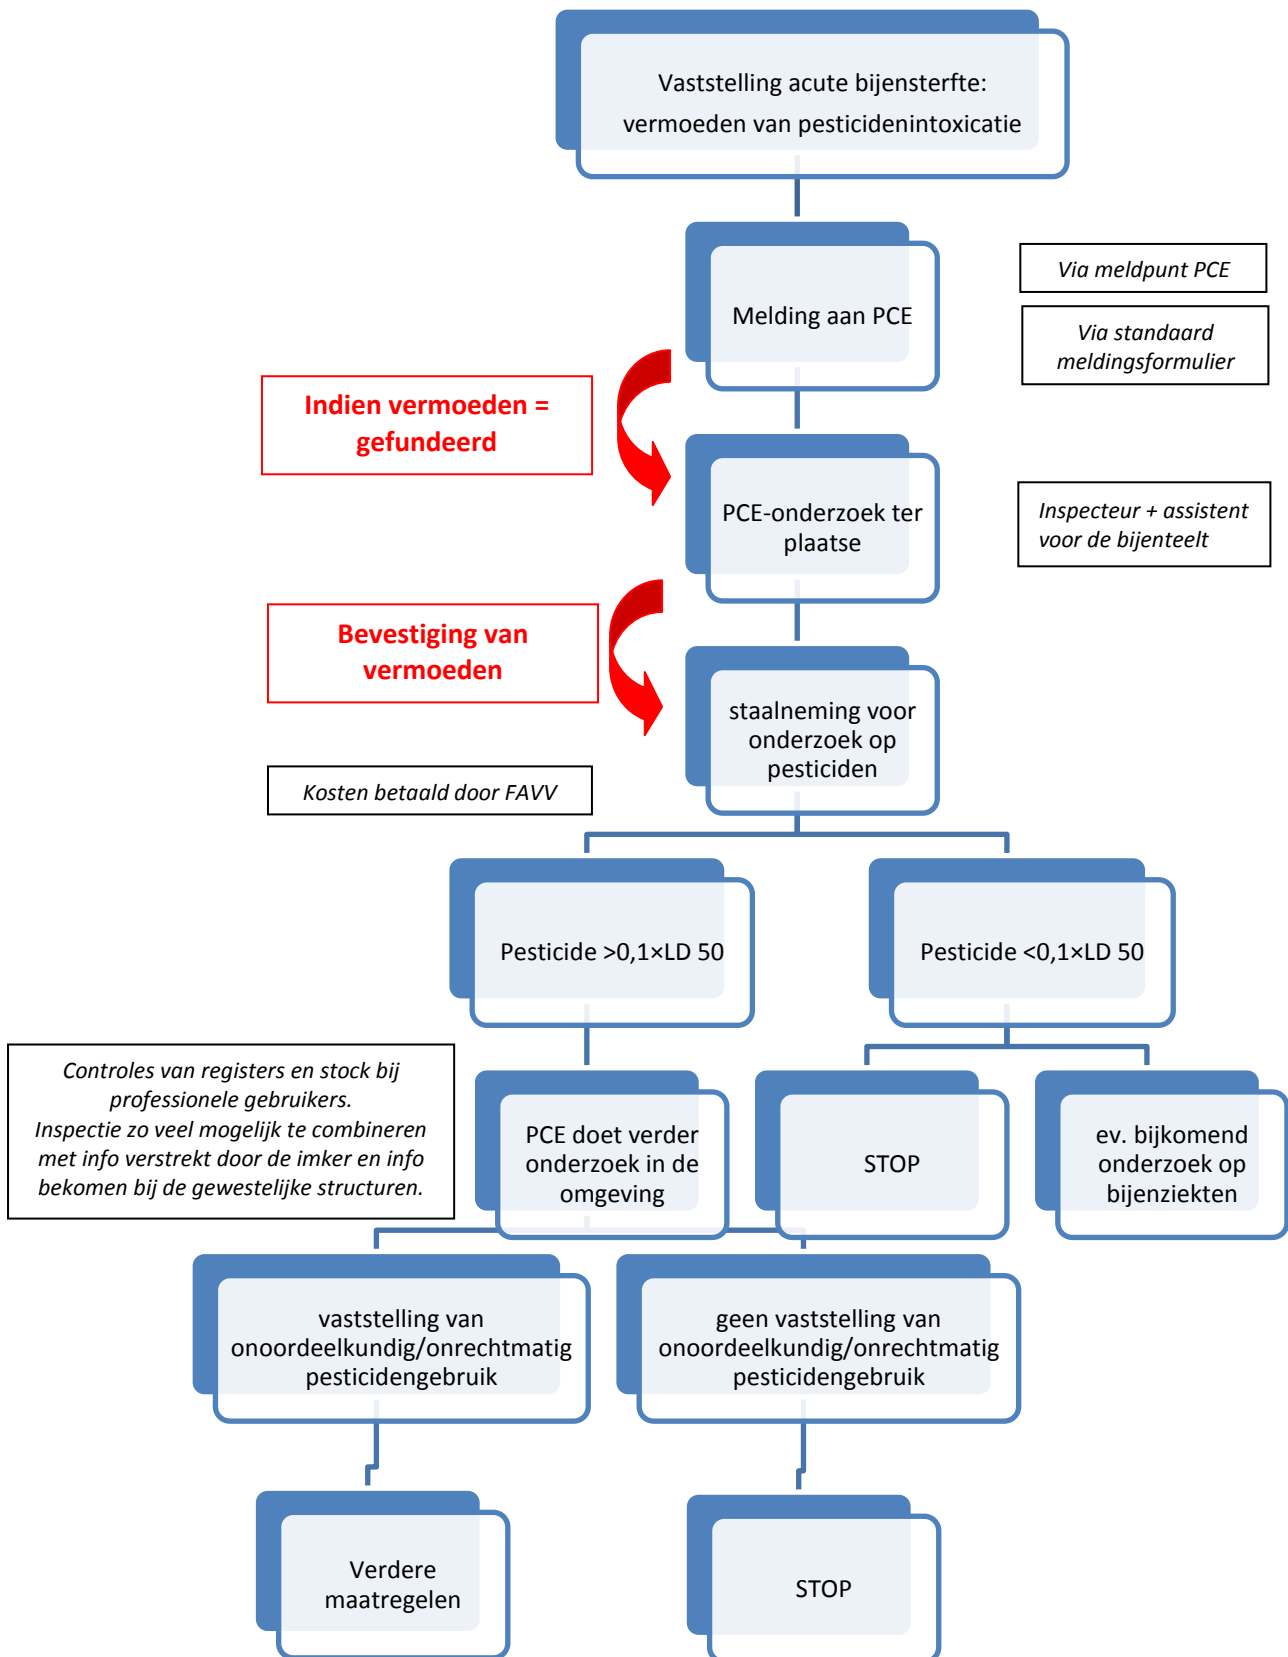 Vaststelling acute bijensterfte:
vermoeden van pesticidenintoxicatie
Melding aan PCE
Via meldpunt PCE
Via standaard
meldingsformulier
Indien vermoeden =
gefundeerd
PCE-onderzoek ter
plaatse
Inspecteur + assistent
voor de bijenteelt
Bevestiging van
vermoeden
staalneming voor
onderzoek op
pesticiden
Kosten betaald door FAVV
Pesticide >0,1×LD 50
Pesticide <0,1×LD 50
Controles van registers en stock bij
professionele gebruikers.
Inspectie zo veel mogelijk te combineren
met info verstrekt door de imker en info
bekomen bij de gewestelijke structuren.
PCE doet verder
onderzoek in de
omgeving
STOP
ev. bijkomend
onderzoek op
bijenziekten
vaststelling van
onoordeelkundig/onrechtmatig
pesticidengebruik
geen vaststelling van
onoordeelkundig/onrechtmatig
pesticidengebruik
Verdere
maatregelen
STOP